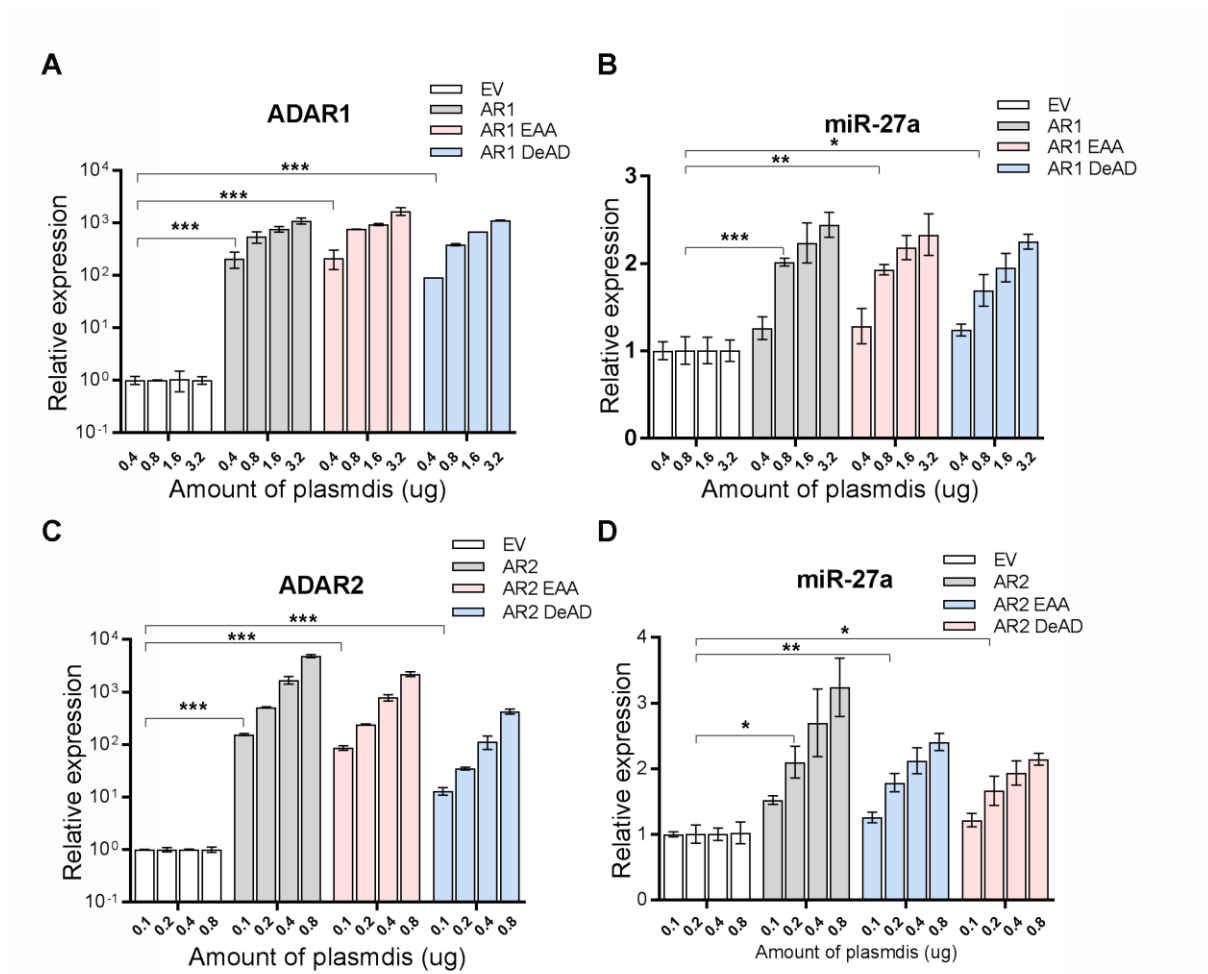 A
ADAR1
EV
AR1
AR1 EAA
AR1 DeAD
***
***
***
10^4
10^3
10^2
10^1
10^0
10^-1
Relative expression
0.4 0.8 1.6 3.2 0.4 0.8 1.6 3.2 0.4 0.8 1.6 3.2 0.4 0.8 1.6 3.2
Amount of plasmdis (ug)
B
miR-27a
EV
AR1
AR1 EAA
AR1 DeAD
*
**
***
3
2
1
0
Relative expression
0.4 0.8 1.6 3.2 0.4 0.8 1.6 3.2 0.4 0.8 1.6 3.2 0.4 0.8 1.6 3.2
Amount of plasmdis (ug)
C
ADAR2
EV
AR2
AR2 EAA
AR2 DeAD
***
***
***
10^4
10^3
10^2
10^1
10^0
10^-1
Relative expression
0.1 0.2 0.4 0.8 0.1 0.2 0.4 0.8 0.1 0.2 0.4 0.8 0.1 0.2 0.4 0.8
Amount of plasmdis (ug)
D
miR-27a
EV
AR2
AR2 EAA
AR2 DeAD
*
**
*
4
3
2
1
0
Relative expression
0.1 0.2 0.4 0.8 0.1 0.2 0.4 0.8 0.1 0.2 0.4 0.8 0.1 0.2 0.4 0.8
Amount of plasmdis (ug)